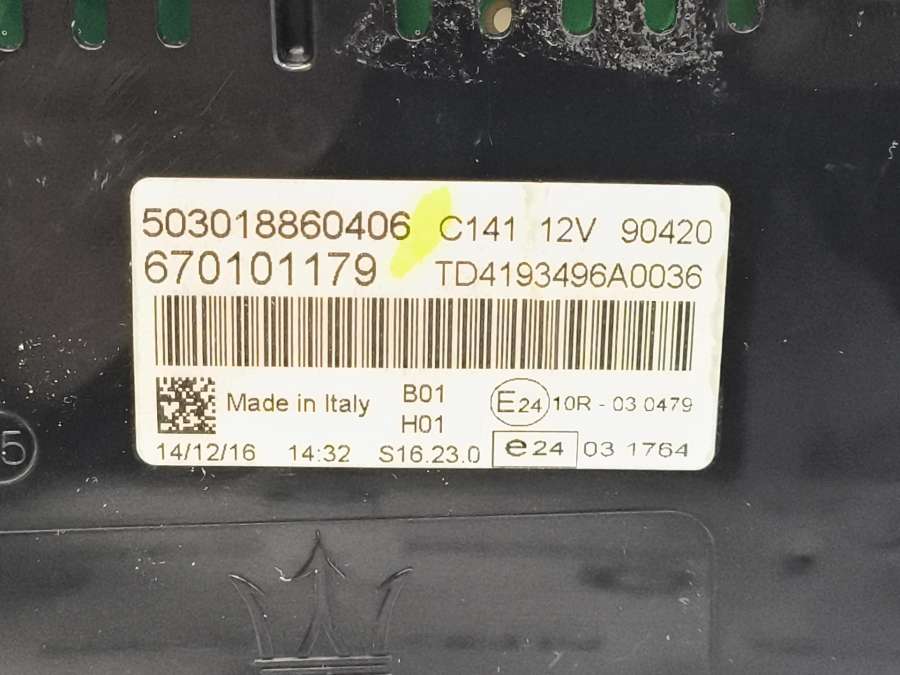 503018860406 C141 12V 90420
670101179 TD4193496A0036
Made in Italy B01 E24 10R - 03 0479
H01
14/12/16 14:32 S16.23.0 e24 03 1764
5